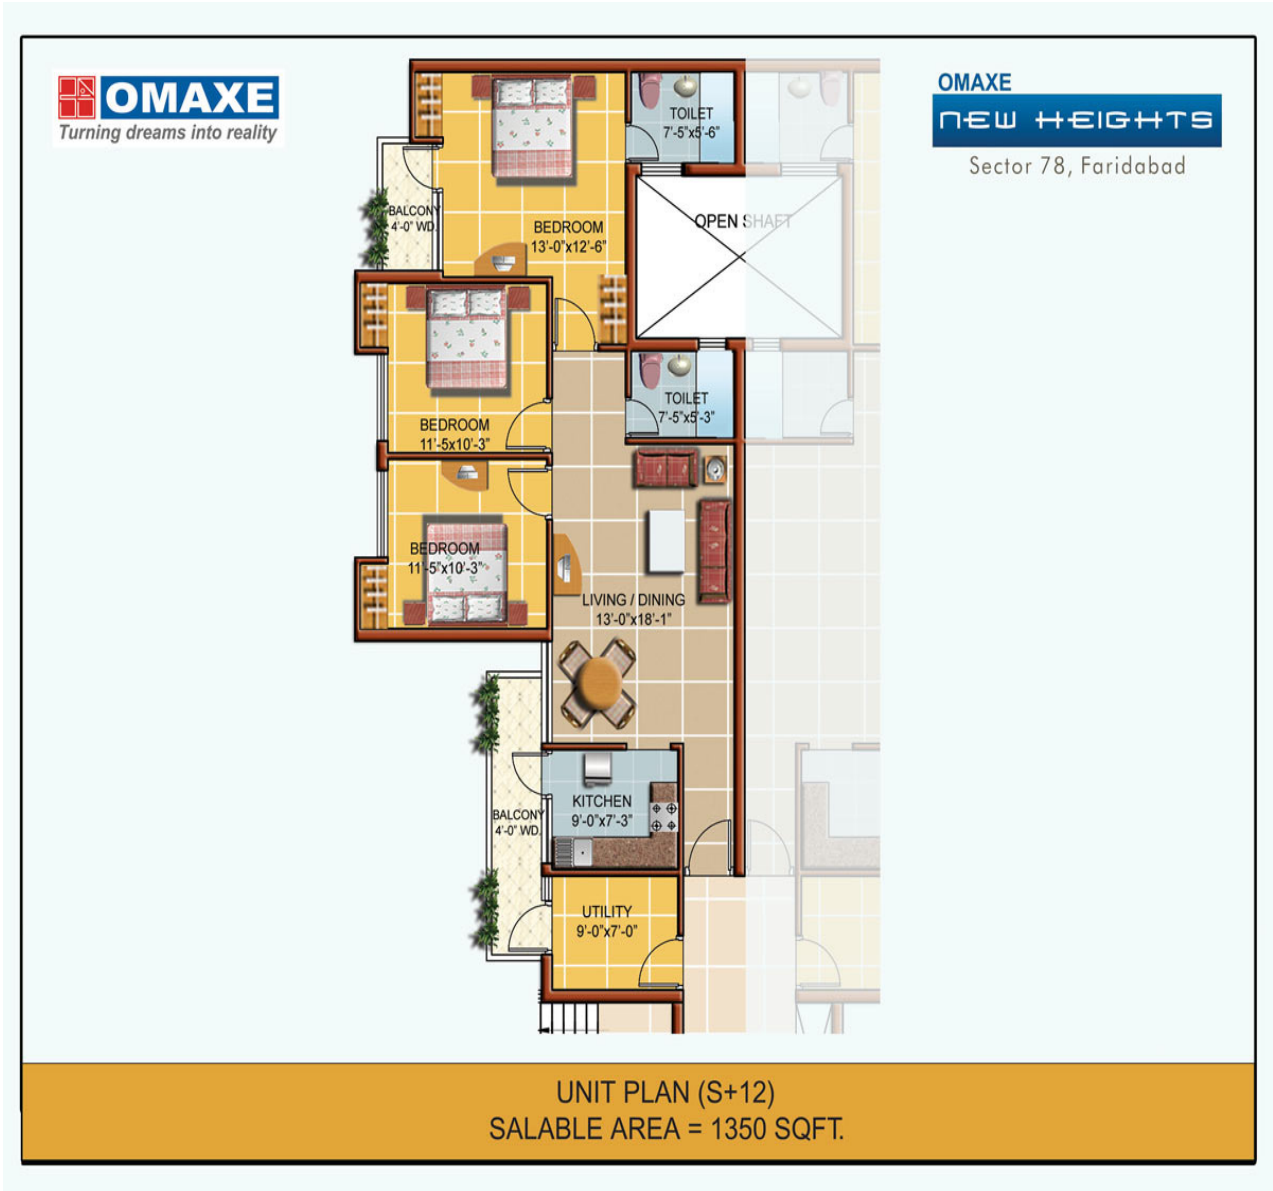 OMAXE
Turning dreams into reality
OMAXE
NEW HEIGHTS
Sector 78, Faridabad
TOILET
7'-5"x5'-6"
BALCONY
4'-0" WD.
BEDROOM
13'-0"x12'-6"
OPEN SHAFT
BEDROOM
11'-5x10'-3"
TOILET
7'-5"x5'-3"
BEDROOM
11'-5"x10'-3"
LIVING / DINING
13'-0"x18'-1"
KITCHEN
9'-0"x7'-3"
BALCONY
4'-0" WD.
UTILITY
9'-0"x7'-0"
UNIT PLAN (S+12)
SALABLE AREA = 1350 SQFT.